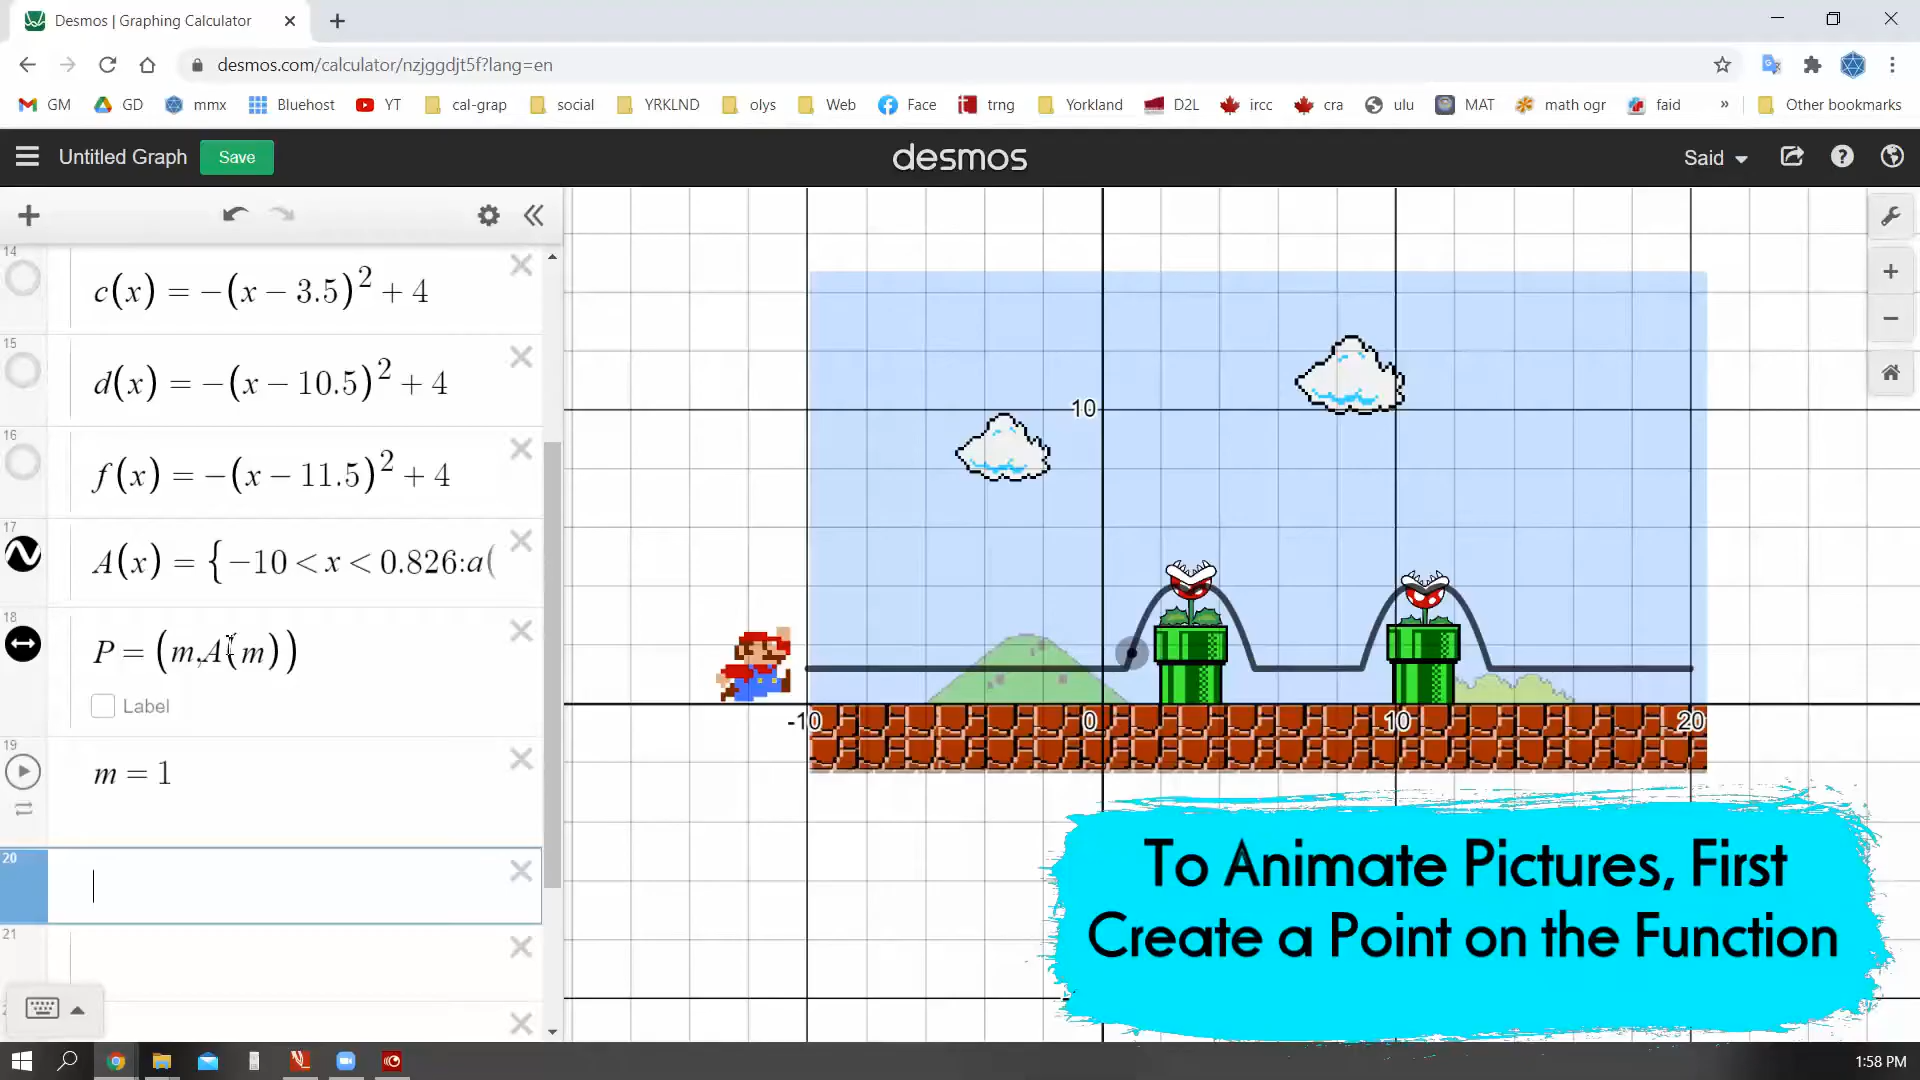 Desmos | Graphing Calculator
desmos.com/calculator/nzjggdjt5f?lang=en
GM GD mmx Bluehost YT cal-grap social YRKLND olys Web Face trng Yorkland D2L ircc cra ulu MAT math ogr faid » Other bookmarks
Untitled Graph Save desmos Said
14
c(x) = −(x − 3.5)² + 4
15
d(x) = −(x − 10.5)² + 4
16
f(x) = −(x − 11.5)² + 4
17
A(x) = {−10 < x < 0.826:a(
18
P = (m,A(m))
Label
19
m = 1
20
21
10
-10 0 10 20
To Animate Pictures, First
Create a Point on the Function
1:58 PM